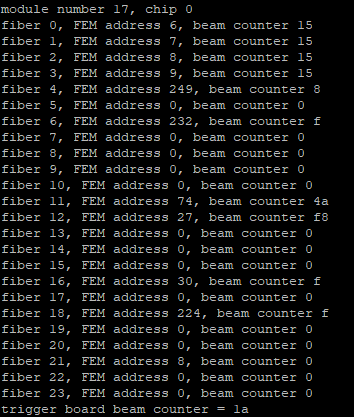 module number 17, chip 0
fiber 0, FEM address 6, beam counter 15
fiber 1, FEM address 7, beam counter 15
fiber 2, FEM address 8, beam counter 15
fiber 3, FEM address 9, beam counter 15
fiber 4, FEM address 249, beam counter 8
fiber 5, FEM address 0, beam counter 0
fiber 6, FEM address 232, beam counter f
fiber 7, FEM address 0, beam counter 0
fiber 8, FEM address 0, beam counter 0
fiber 9, FEM address 0, beam counter 0
fiber 10, FEM address 0, beam counter 0
fiber 11, FEM address 74, beam counter 4a
fiber 12, FEM address 27, beam counter f8
fiber 13, FEM address 0, beam counter 0
fiber 14, FEM address 0, beam counter 0
fiber 15, FEM address 0, beam counter 0
fiber 16, FEM address 30, beam counter f
fiber 17, FEM address 0, beam counter 0
fiber 18, FEM address 224, beam counter f
fiber 19, FEM address 0, beam counter 0
fiber 20, FEM address 0, beam counter 0
fiber 21, FEM address 8, beam counter 0
fiber 22, FEM address 0, beam counter 0
fiber 23, FEM address 0, beam counter 0
trigger board beam counter = 1a